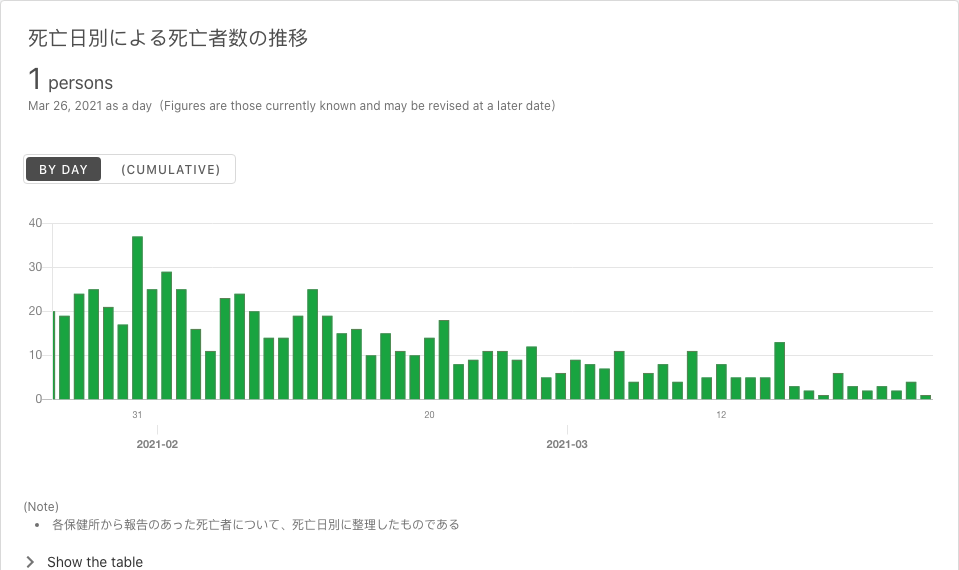 死亡日別による死亡者数の推移
1 persons
Mar 26, 2021 as a day（Figures are those currently known and may be revised at a later date）
BY DAY (CUMULATIVE)
40
30
20
10
0
31 20 12
2021-02 2021-03
(Note)
• 各保健所から報告のあった死亡者について、死亡日別に整理したものである
Show the table